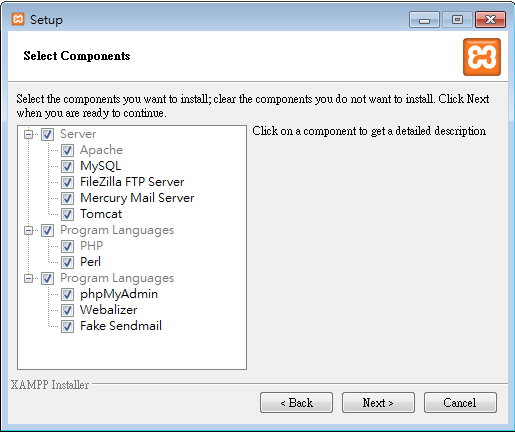 Setup
Select Components
Select the components you want to install; clear the components you do not want to install. Click Next
when you are ready to continue.
Click on a component to get a detailed description
Server
Apache
MySQL
FileZilla FTP Server
Mercury Mail Server
Tomcat
Program Languages
PHP
Perl
Program Languages
phpMyAdmin
Webalizer
Fake Sendmail
XAMPP Installer
< Back
Next >
Cancel